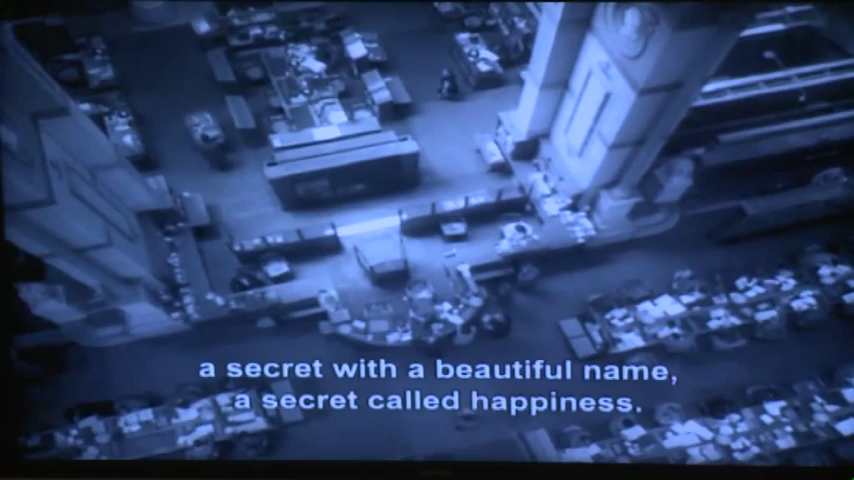 a secret with a beautiful name,
a secret called happiness.